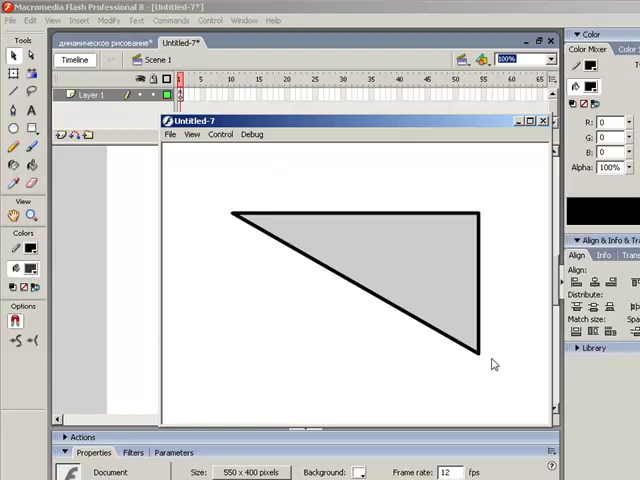 Macromedia Flash Professional 8 - [Untitled-7*]
File Edit View Insert Modify Text Commands Control Window Help
Tools
View
Colors
Options
динамическое рисование* Untitled-7*
Timeline Scene 1 100%
1 5 10 15 20 25 30 35 40 45 50 55 60 65
Layer 1
Untitled-7
File View Control Debug
Actions
Properties Filters Parameters
Document Size: 550 x 400 pixels Background: Frame rate: 12 fps
Color
Color Mixer
R: 0
G: 0
B: 0
Alpha: 100%
Align & Info & Tra
Align Info
Align:
Distribute:
Match size:
Library